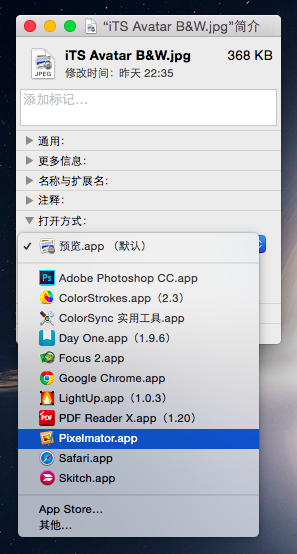 “iTS Avatar B&W.jpg”简介
iTS Avatar B&W.jpg 368 KB
修改时间：昨天 22:35
JPEG
添加标记…
通用：
更多信息：
名称与扩展名：
注释：
打开方式：
预览.app （默认）
Adobe Photoshop CC.app
ColorStrokes.app（2.3）
ColorSync 实用工具.app
Day One.app（1.9.6）
Focus 2.app
Google Chrome.app
LightUp.app（1.0.3）
PDF Reader X.app（1.20）
Pixelmator.app
Safari.app
Skitch.app
App Store…
其他…